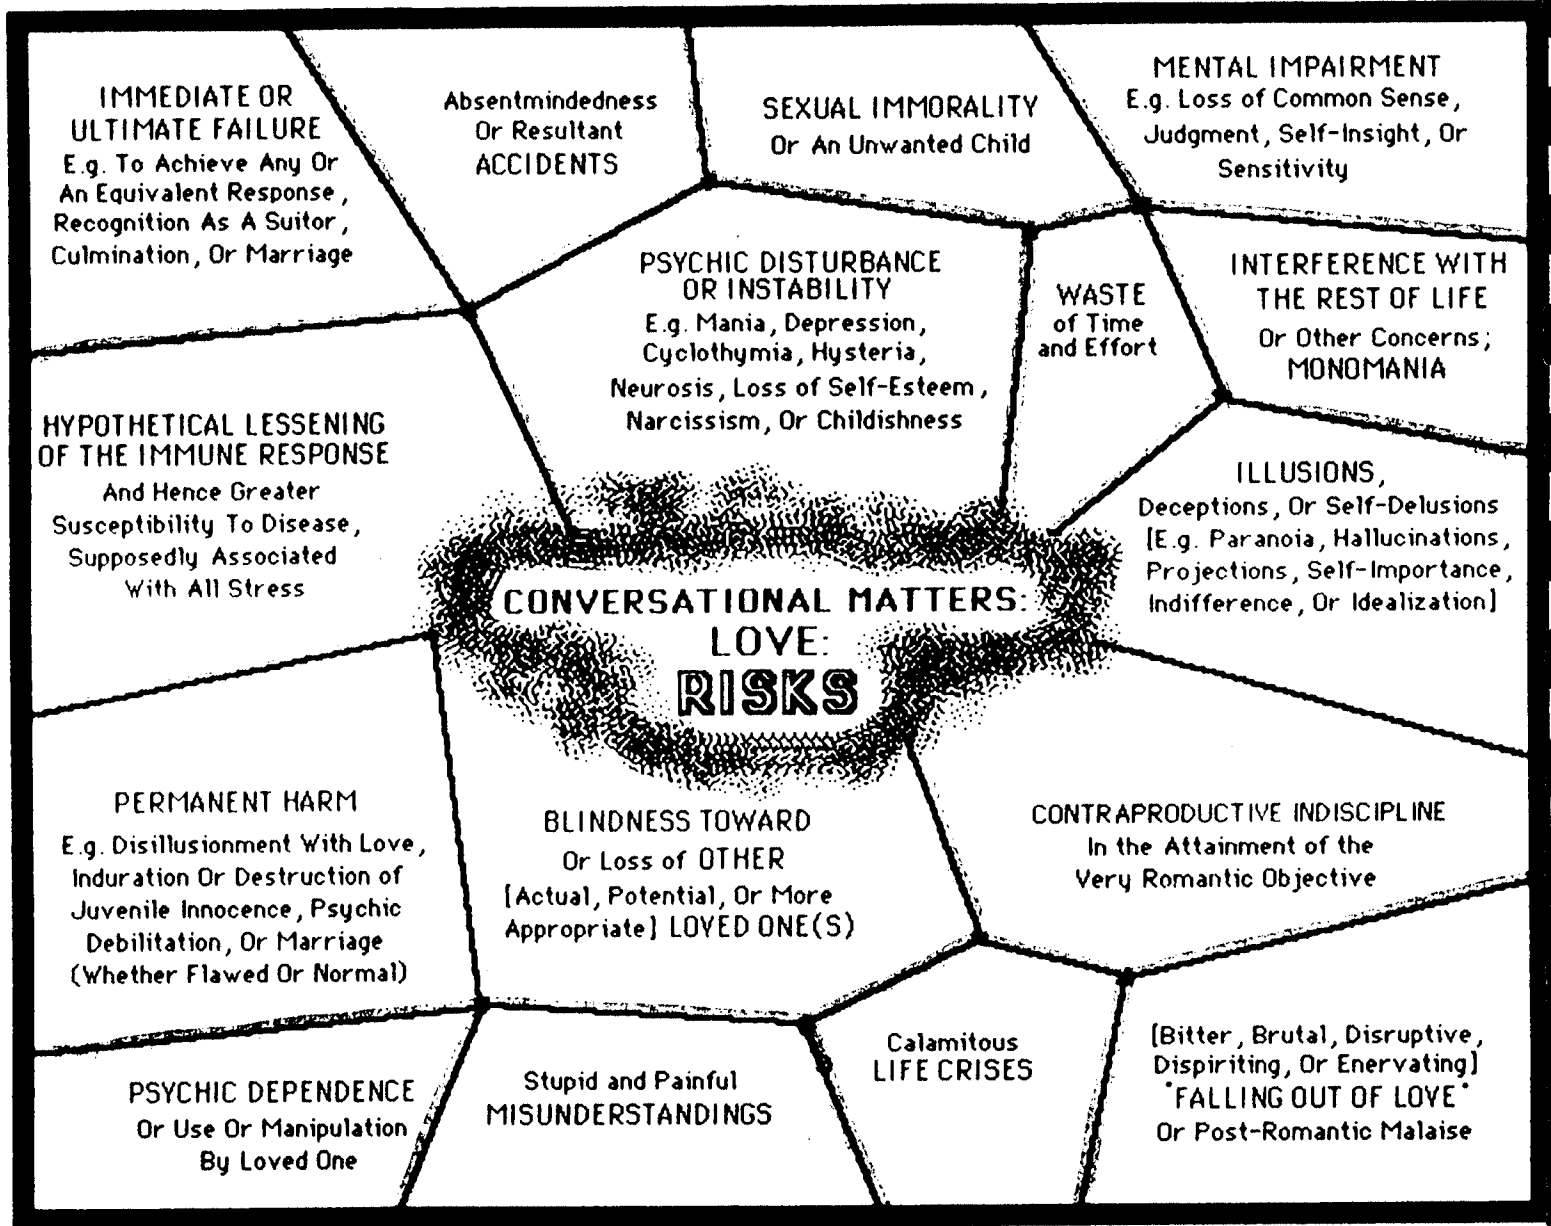 IMMEDIATE OR
ULTIMATE FAILURE
E.g. To Achieve Any Or
An Equivalent Response,
Recognition As A Suitor,
Culmination, Or Marriage
Absentmindedness
Or Resultant
ACCIDENTS
SEXUAL IMMORALITY
Or An Unwanted Child
MENTAL IMPAIRMENT
E.g. Loss of Common Sense,
Judgment, Self-Insight, Or
Sensitivity
PSYCHIC DISTURBANCE
OR INSTABILITY
E.g. Mania, Depression,
Cyclothymia, Hysteria,
Neurosis, Loss of Self-Esteem,
Narcissism, Or Childishness
WASTE
of Time
and Effort
INTERFERENCE WITH
THE REST OF LIFE
Or Other Concerns;
MONOMANIA
HYPOTHETICAL LESSENING
OF THE IMMUNE RESPONSE
And Hence Greater
Susceptibility To Disease,
Supposedly Associated
With All Stress
ILLUSIONS,
Deceptions, Or Self-Delusions
[E.g. Paranoia, Hallucinations,
Projections, Self-Importance,
Indifference, Or Idealization]
CONVERSATIONAL MATTERS:
LOVE:
RISKS
PERMANENT HARM
E.g. Disillusionment With Love,
Induration Or Destruction of
Juvenile Innocence, Psychic
Debilitation, Or Marriage
(Whether Flawed Or Normal)
BLINDNESS TOWARD
Or Loss of OTHER
[Actual, Potential, Or More
Appropriate] LOVED ONE(S)
CONTRAPRODUCTIVE INDISCIPLINE
In the Attainment of the
Very Romantic Objective
PSYCHIC DEPENDENCE
Or Use Or Manipulation
By Loved One
Stupid and Painful
MISUNDERSTANDINGS
Calamitous
LIFE CRISES
[Bitter, Brutal, Disruptive,
Dispiriting, Or Enervating]
"FALLING OUT OF LOVE"
Or Post-Romantic Malaise